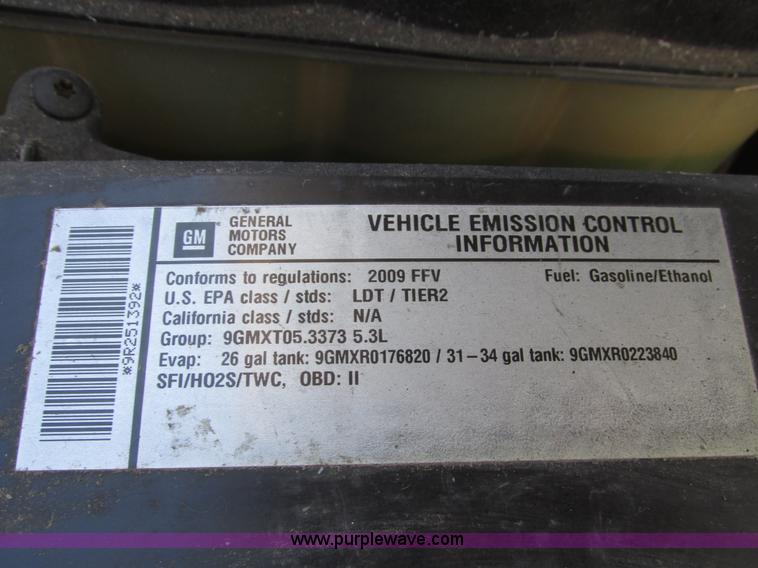 GM
GENERAL
MOTORS
COMPANY
VEHICLE EMISSION CONTROL
INFORMATION
Conforms to regulations: 2009 FFV Fuel: Gasoline/Ethanol
U.S. EPA class / stds: LDT / TIER2
California class / stds: N/A
Group: 9GMXT05.3373 5.3L
Evap: 26 gal tank: 9GMXR0176820 / 31-34 gal tank: 9GMXR0223840
SFI/HO2S/TWC, OBD: II
*9R251392*
www.purplewave.com